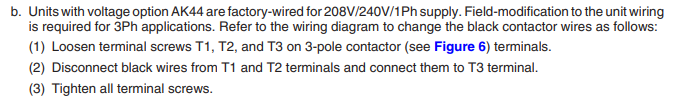 b. Units with voltage option AK44 are factory-wired for 208V/240V/1Ph supply. Field-modification to the unit wiring
is required for 3Ph applications. Refer to the wiring diagram to change the black contactor wires as follows:
(1) Loosen terminal screws T1, T2, and T3 on 3-pole contactor (see Figure 6) terminals.
(2) Disconnect black wires from T1 and T2 terminals and connect them to T3 terminal.
(3) Tighten all terminal screws.